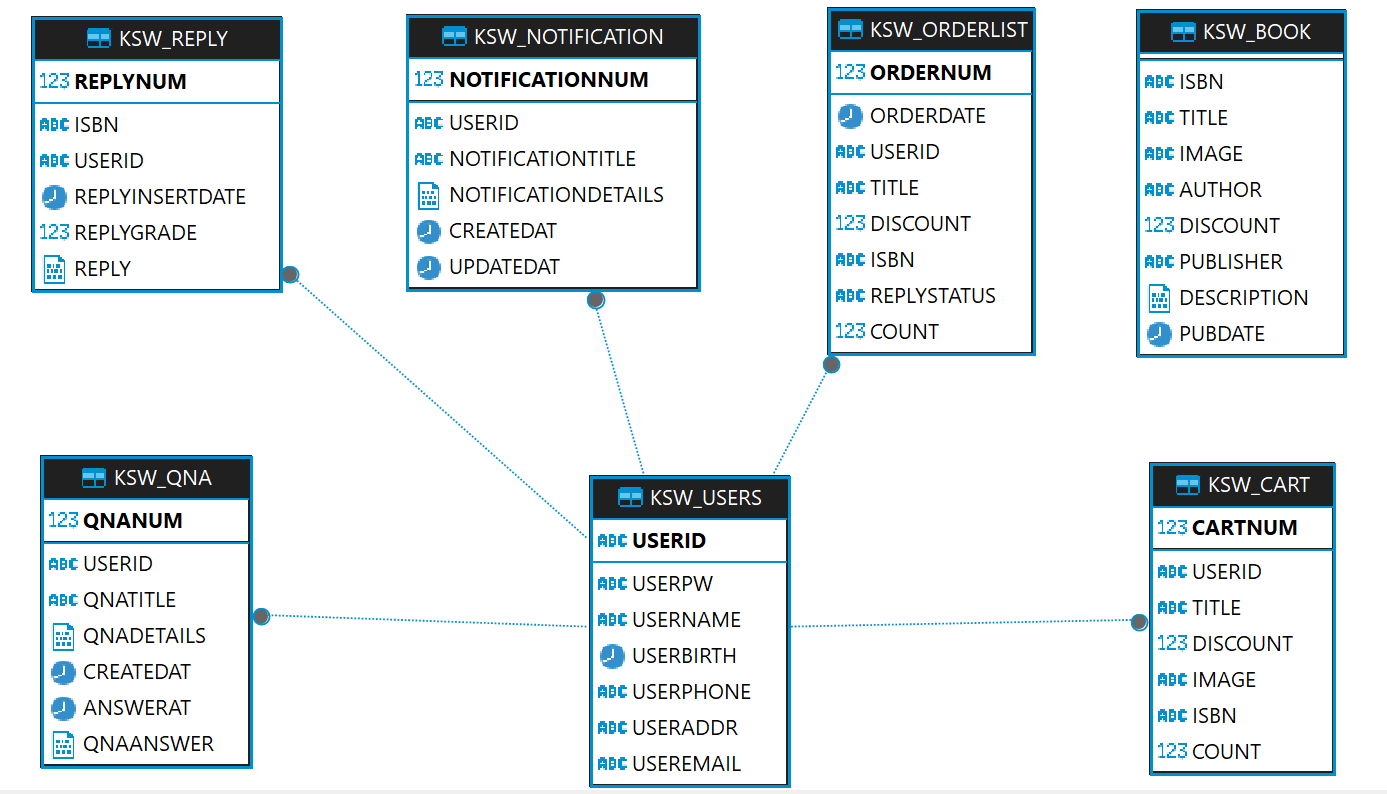 KSW_REPLY
123 REPLYNUM
ABC ISBN
ABC USERID
REPLYINSERTDATE
123 REPLYGRADE
REPLY
KSW_NOTIFICATION
123 NOTIFICATIONNUM
ABC USERID
ABC NOTIFICATIONTITLE
NOTIFICATIONDETAILS
CREATEDAT
UPDATEDAT
KSW_ORDERLIST
123 ORDERNUM
ORDERDATE
ABC USERID
ABC TITLE
123 DISCOUNT
ABC ISBN
ABC REPLYSTATUS
123 COUNT
KSW_BOOK
ABC ISBN
ABC TITLE
ABC IMAGE
ABC AUTHOR
123 DISCOUNT
ABC PUBLISHER
DESCRIPTION
PUBDATE
KSW_QNA
123 QNANUM
ABC USERID
ABC QNATITLE
QNADETAILS
CREATEDAT
ANSWERAT
QNAANSWER
KSW_USERS
ABC USERID
ABC USERPW
ABC USERNAME
USERBIRTH
ABC USERPHONE
ABC USERADDR
ABC USEREMAIL
KSW_CART
123 CARTNUM
ABC USERID
ABC TITLE
123 DISCOUNT
ABC IMAGE
ABC ISBN
123 COUNT